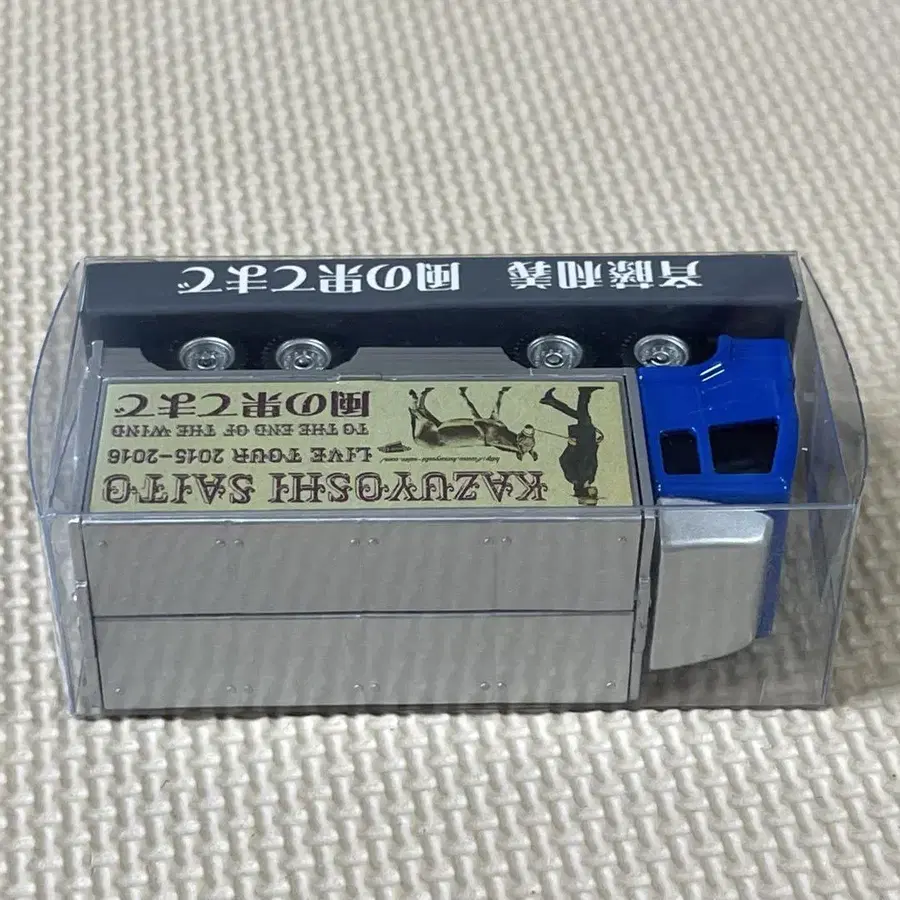 斉藤和義 風の果てまで
KAZUYOSHI SAITO
LIVE TOUR 2015-2016
TO THE END OF THE WIND
風の果てまで